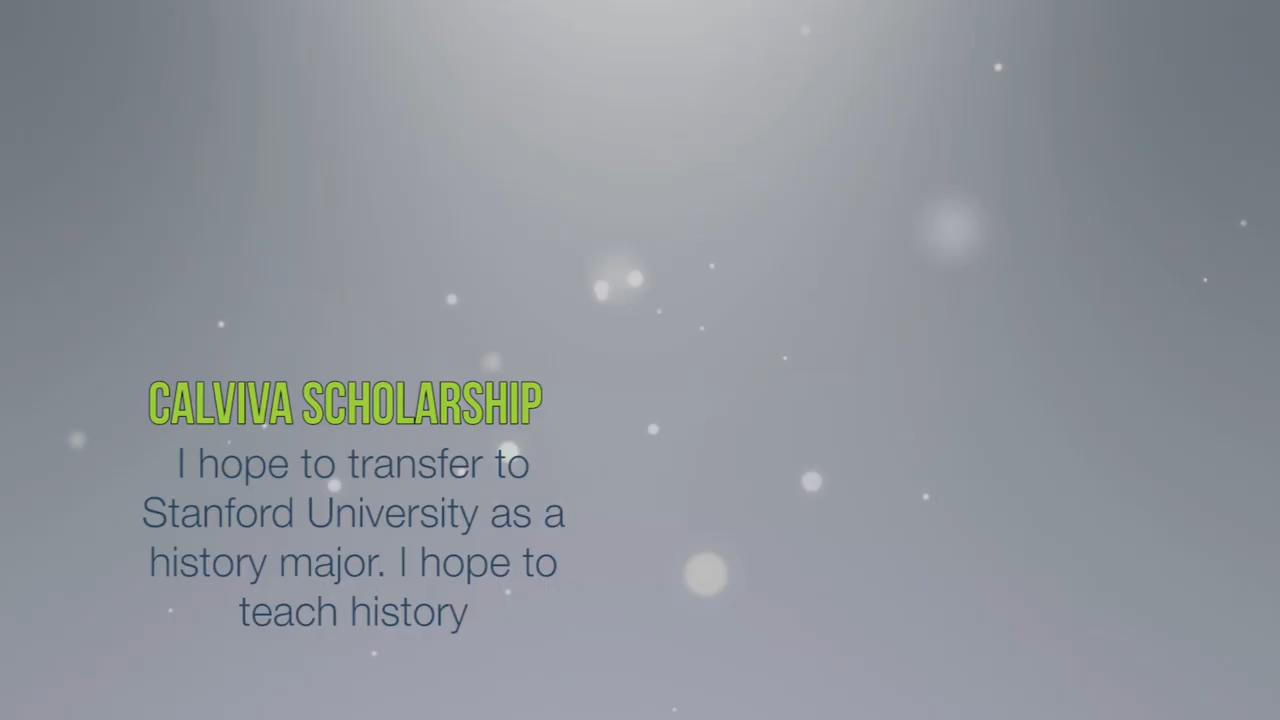 CALVIVA SCHOLARSHIP
I hope to transfer to
Stanford University as a
history major. I hope to
teach history